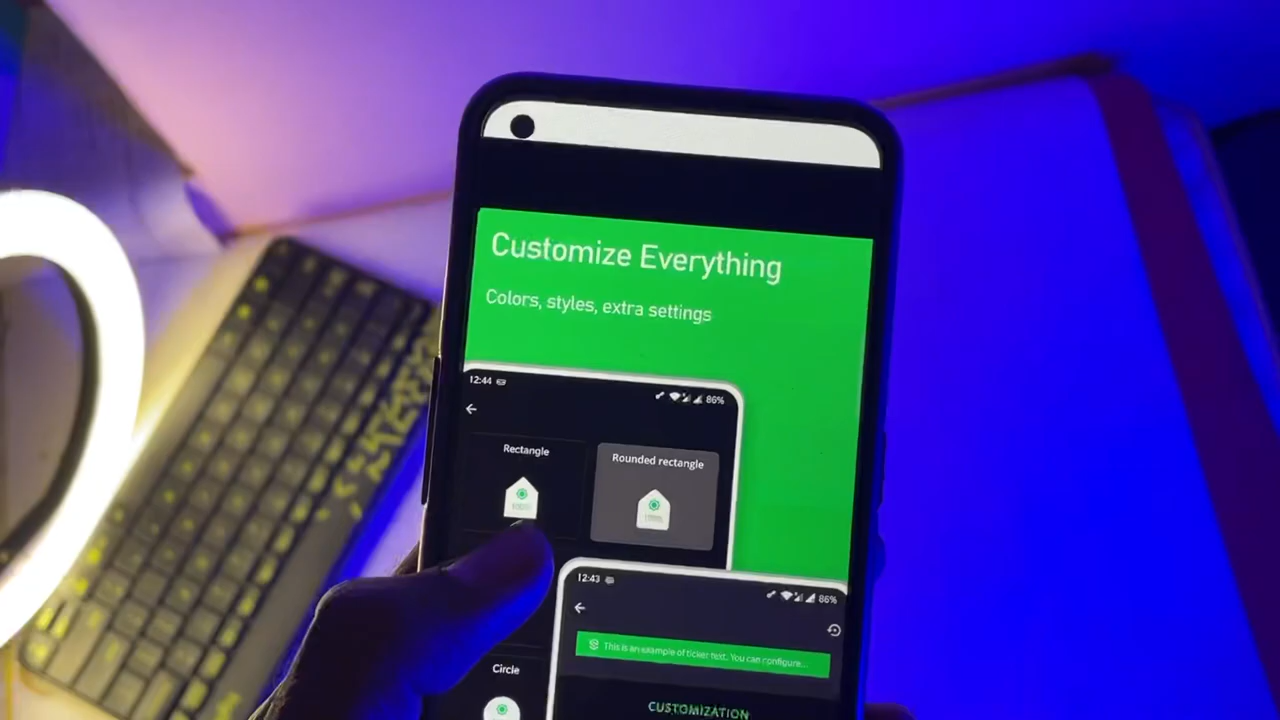 Customize Everything
Colors, styles, extra settings
12:44
86%
Rectangle
Rounded rectangle
12:43
86%
This is an example of ticker text. You can configure...
Circle
CUSTOMIZATION